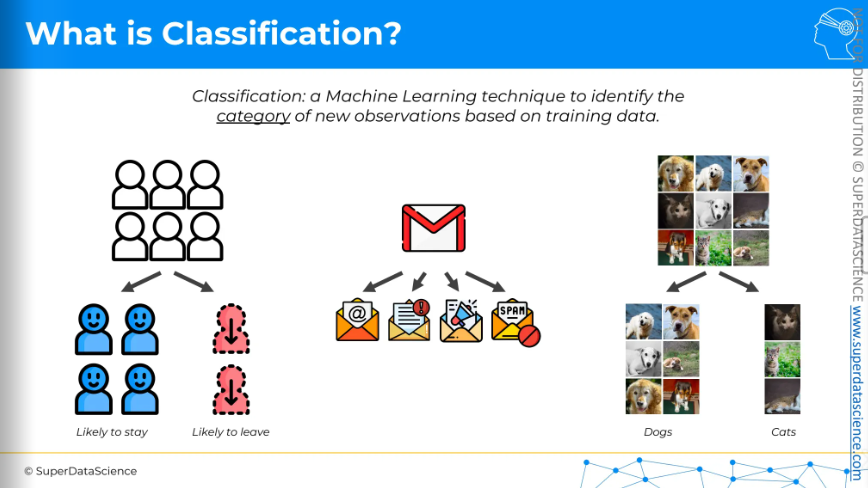 What is Classification?
Classification: a Machine Learning technique to identify the
category of new observations based on training data.
@
SPAM
Likely to stay
Likely to leave
Dogs
Cats
© SuperDataScience
NOT FOR DISTRIBUTION © SUPERDATASCIENCE www.superdatascience.com